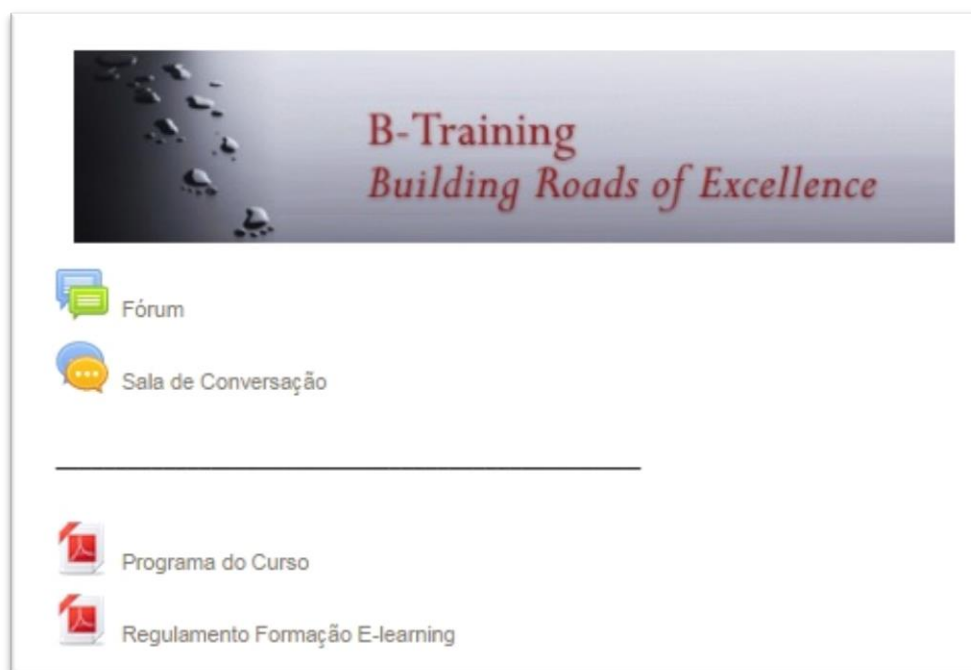 B-Training
Building Roads of Excellence
Fórum
Sala de Conversação
Programa do Curso
Regulamento Formação E-learning